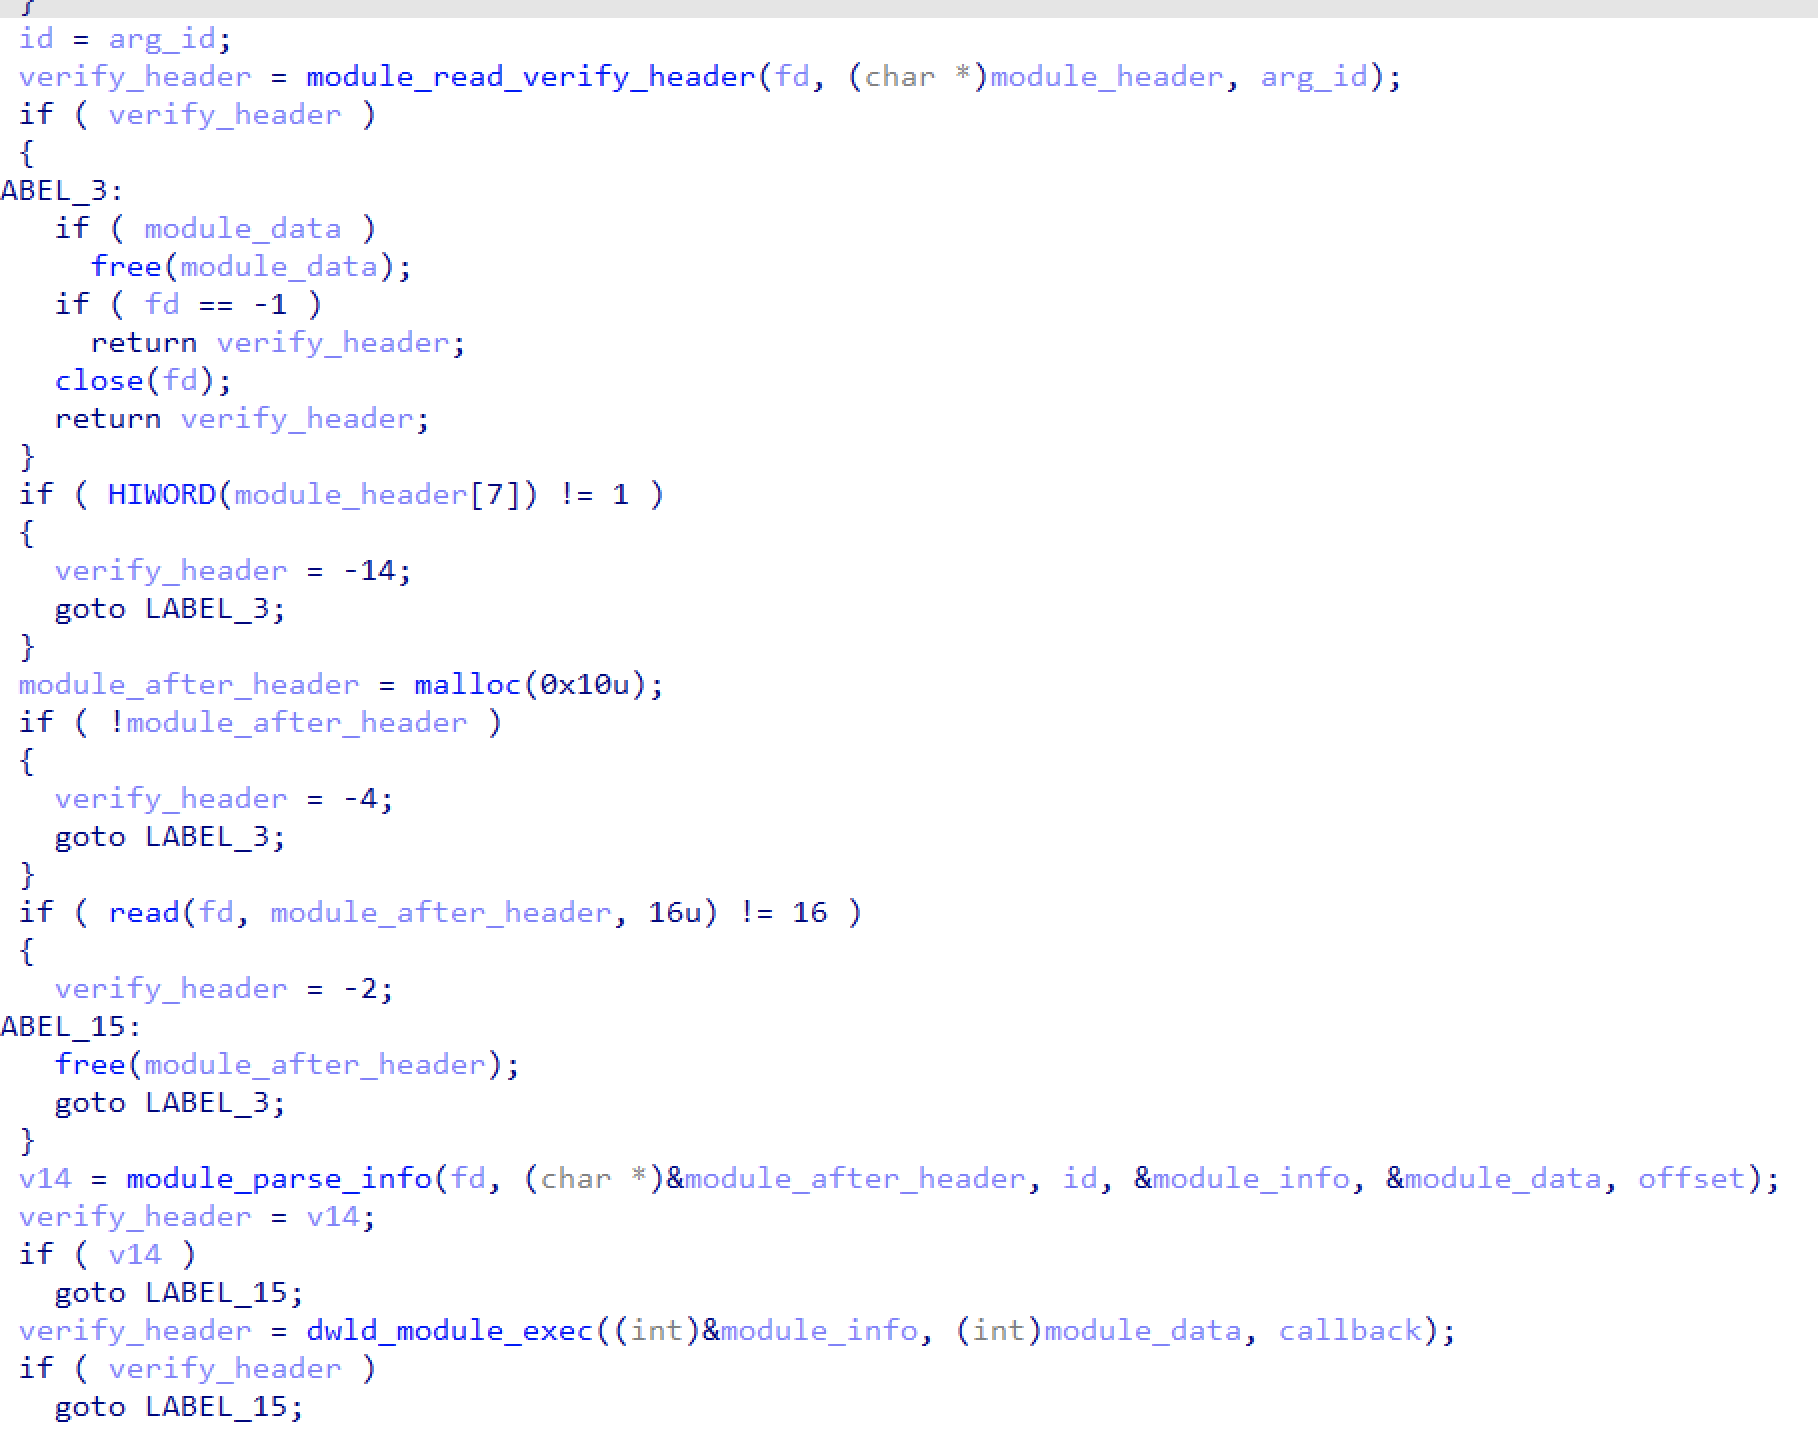 }
id = arg_id;
verify_header = module_read_verify_header(fd, (char *)module_header, arg_id);
if ( verify_header )
{
ABEL_3:
if ( module_data )
free(module_data);
if ( fd == -1 )
return verify_header;
close(fd);
return verify_header;
}
if ( HIWORD(module_header[7]) != 1 )
{
verify_header = -14;
goto LABEL_3;
}
module_after_header = malloc(0x10u);
if ( !module_after_header )
{
verify_header = -4;
goto LABEL_3;
}
if ( read(fd, module_after_header, 16u) != 16 )
{
verify_header = -2;
ABEL_15:
free(module_after_header);
goto LABEL_3;
}
v14 = module_parse_info(fd, (char *)&module_after_header, id, &module_info, &module_data, offset);
verify_header = v14;
if ( v14 )
goto LABEL_15;
verify_header = dwld_module_exec((int)&module_info, (int)module_data, callback);
if ( verify_header )
goto LABEL_15;